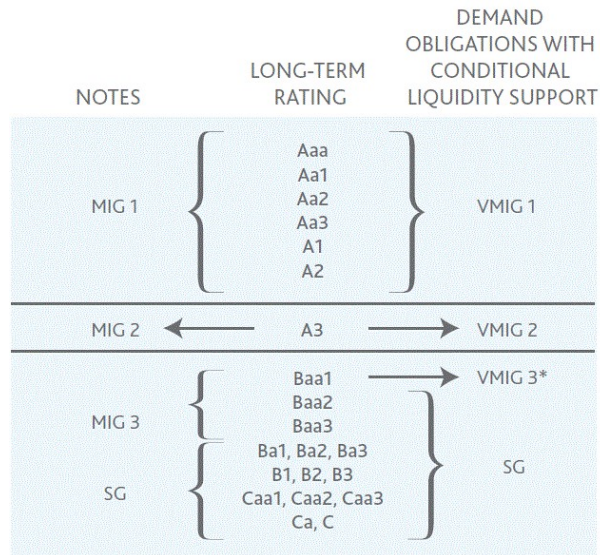 NOTES
LONG-TERM
RATING
DEMAND
OBLIGATIONS WITH
CONDITIONAL
LIQUIDITY SUPPORT
MIG 1
Aaa
Aa1
Aa2
Aa3
A1
A2
VMIG 1
MIG 2
A3
VMIG 2
MIG 3
Baa1
Baa2
Baa3
VMIG 3*
SG
Ba1, Ba2, Ba3
B1, B2, B3
Caa1, Caa2, Caa3
Ca, C
SG